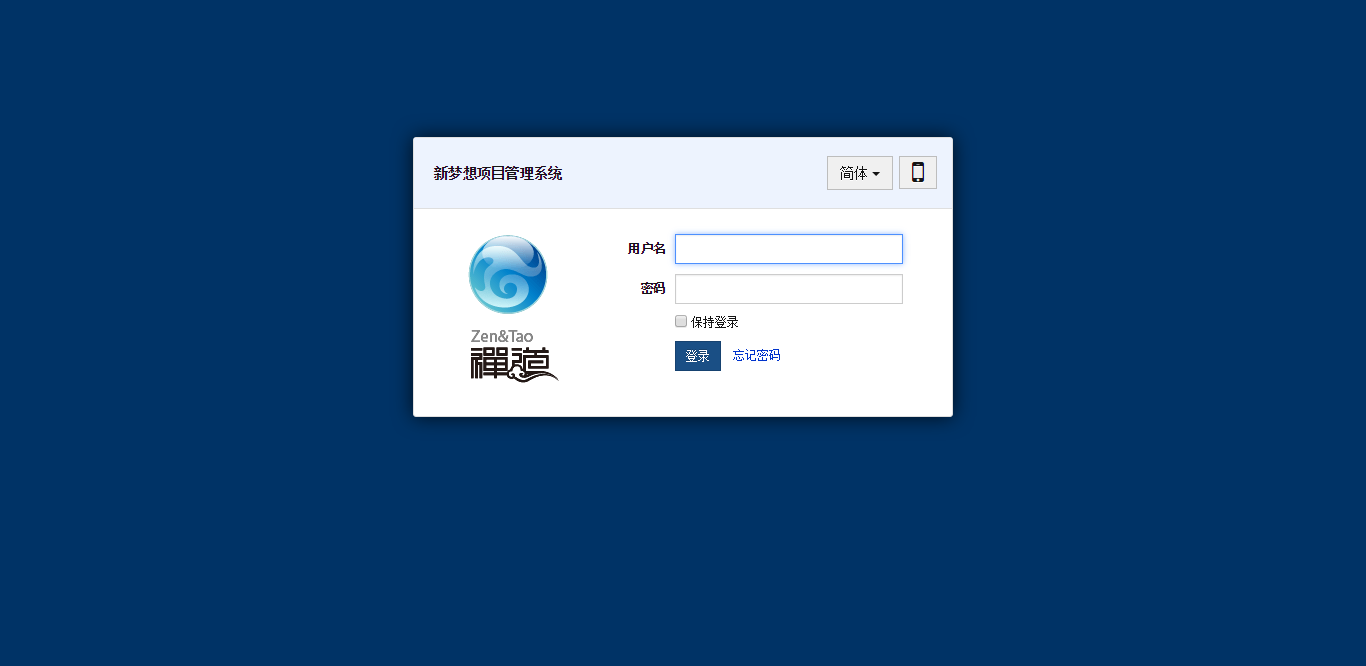 新梦想项目管理系统
简体
用户名
密码
保持登录
登录 忘记密码
Zen&Tao
禪道